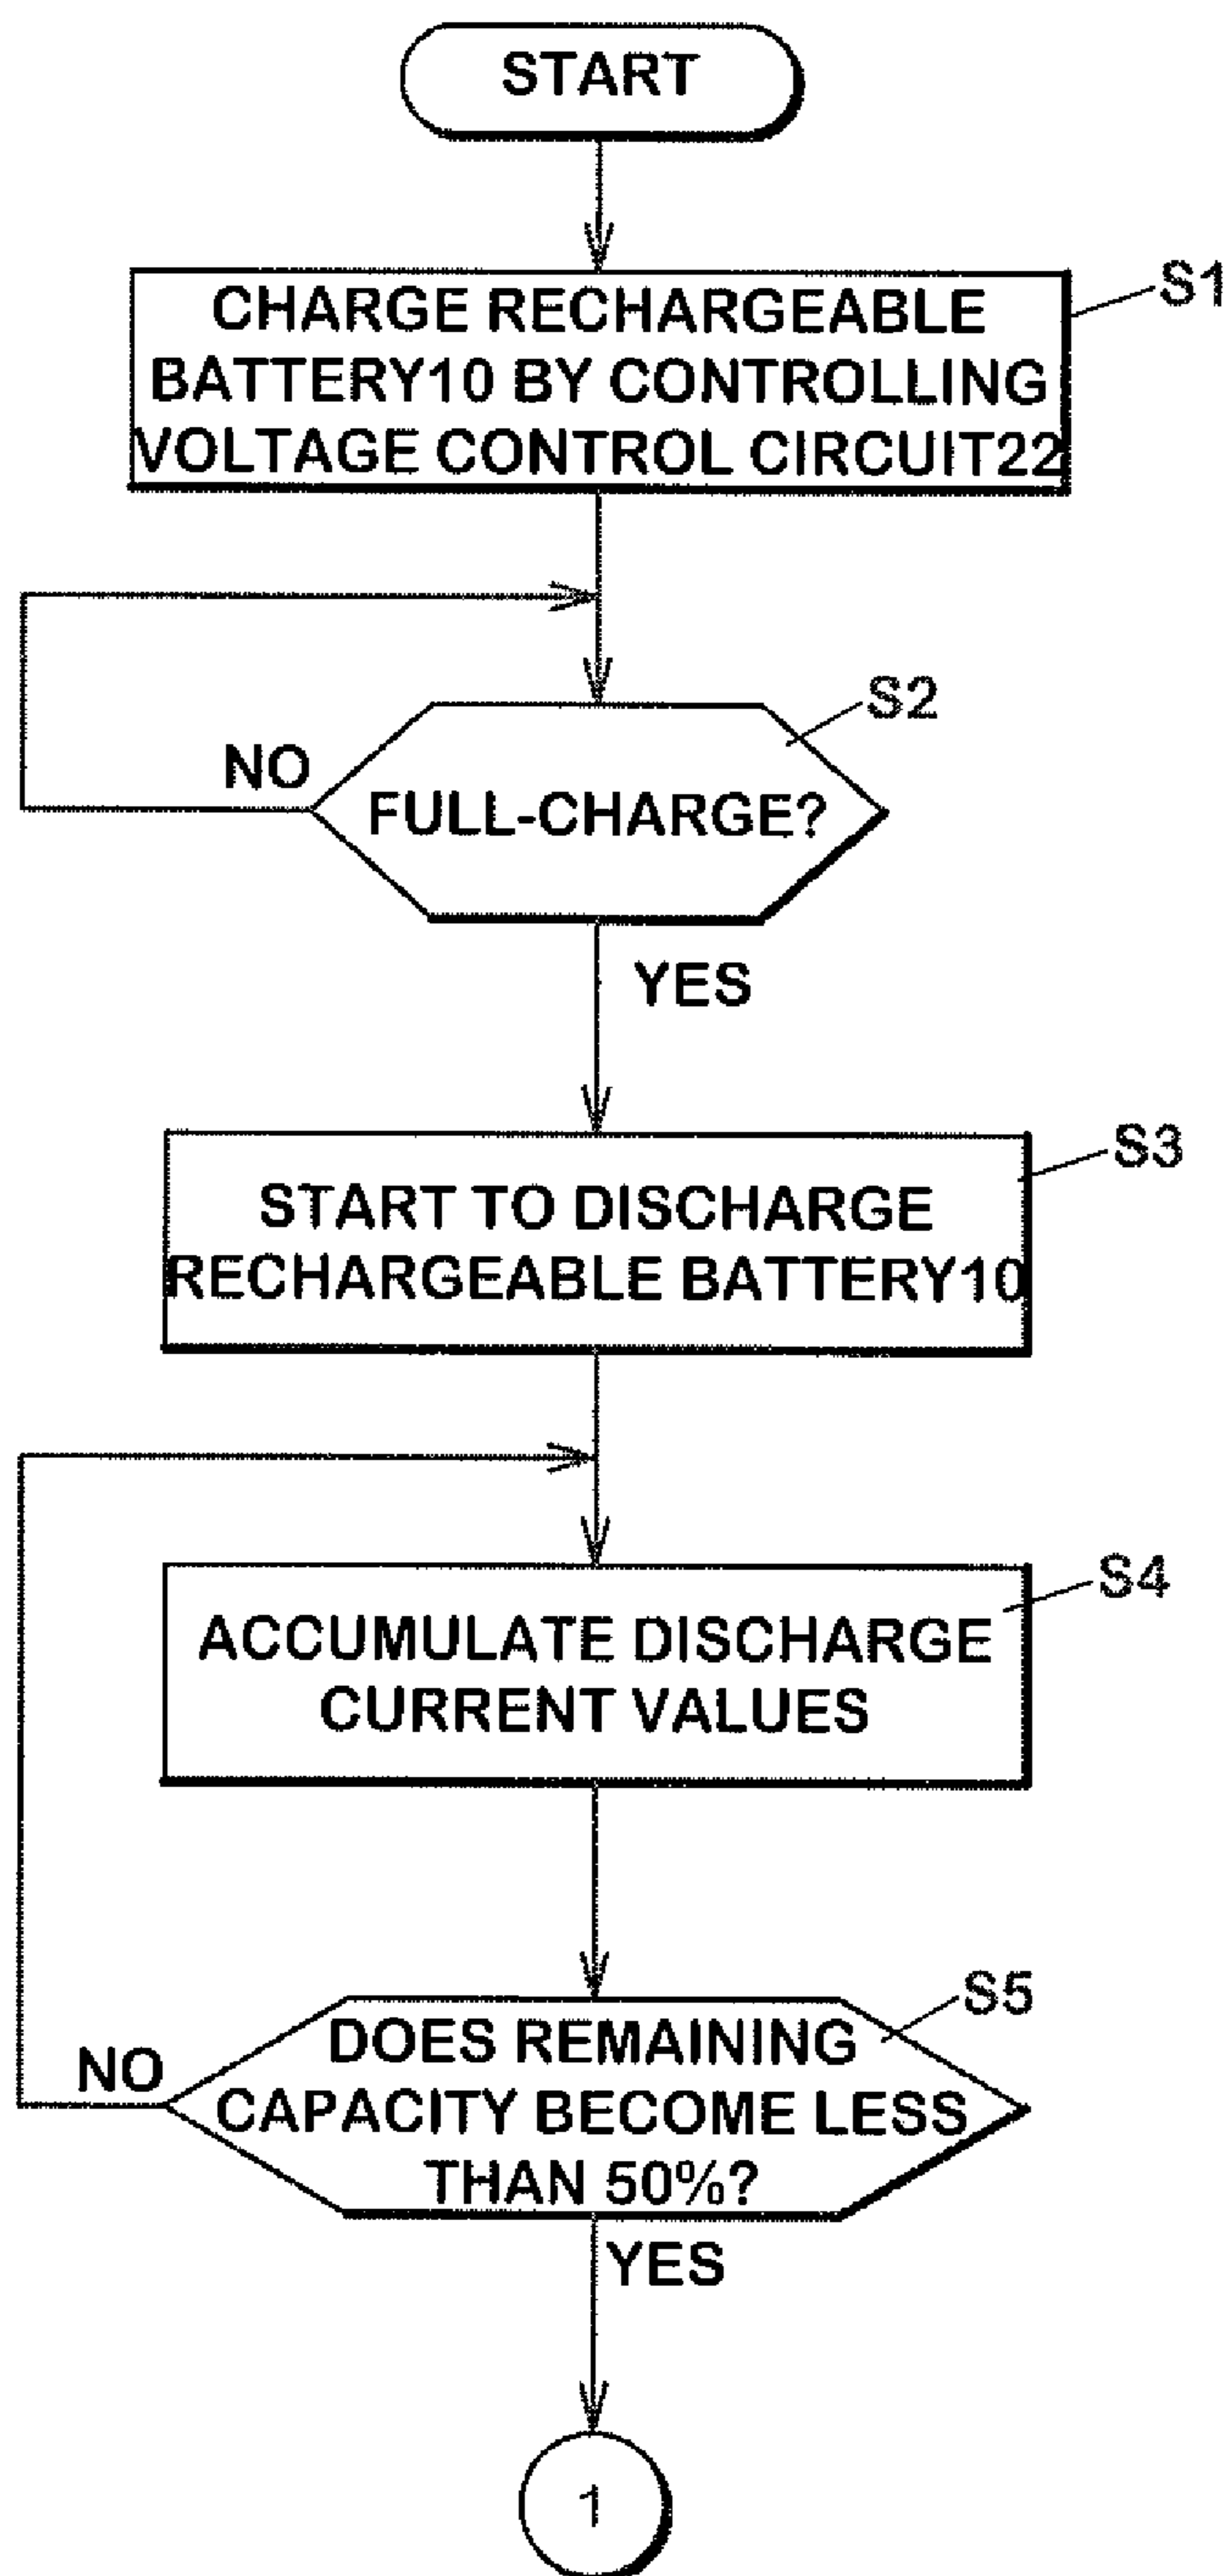 START
S1
CHARGE RECHARGEABLE
BATTERY10 BY CONTROLLING
VOLTAGE CONTROL CIRCUIT22
S2
NO
FULL-CHARGE?
YES
S3
START TO DISCHARGE
RECHARGEABLE BATTERY10
S4
ACCUMULATE DISCHARGE
CURRENT VALUES
S5
NO
DOES REMAINING
CAPACITY BECOME LESS
THAN 50%?
YES
1